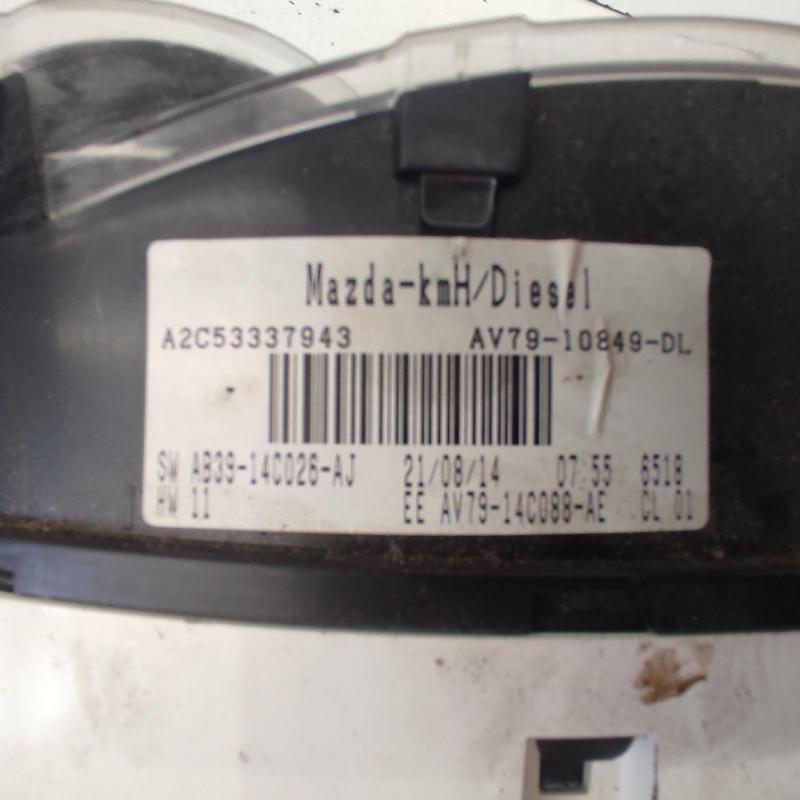 Mazda-kmH/Diesel
A2C53337943 AV79-10849-DL
SW AB39-14C026-AJ 21/08/14 07:55 6518
HW 11 EE AV79-14C088-AE CL 01